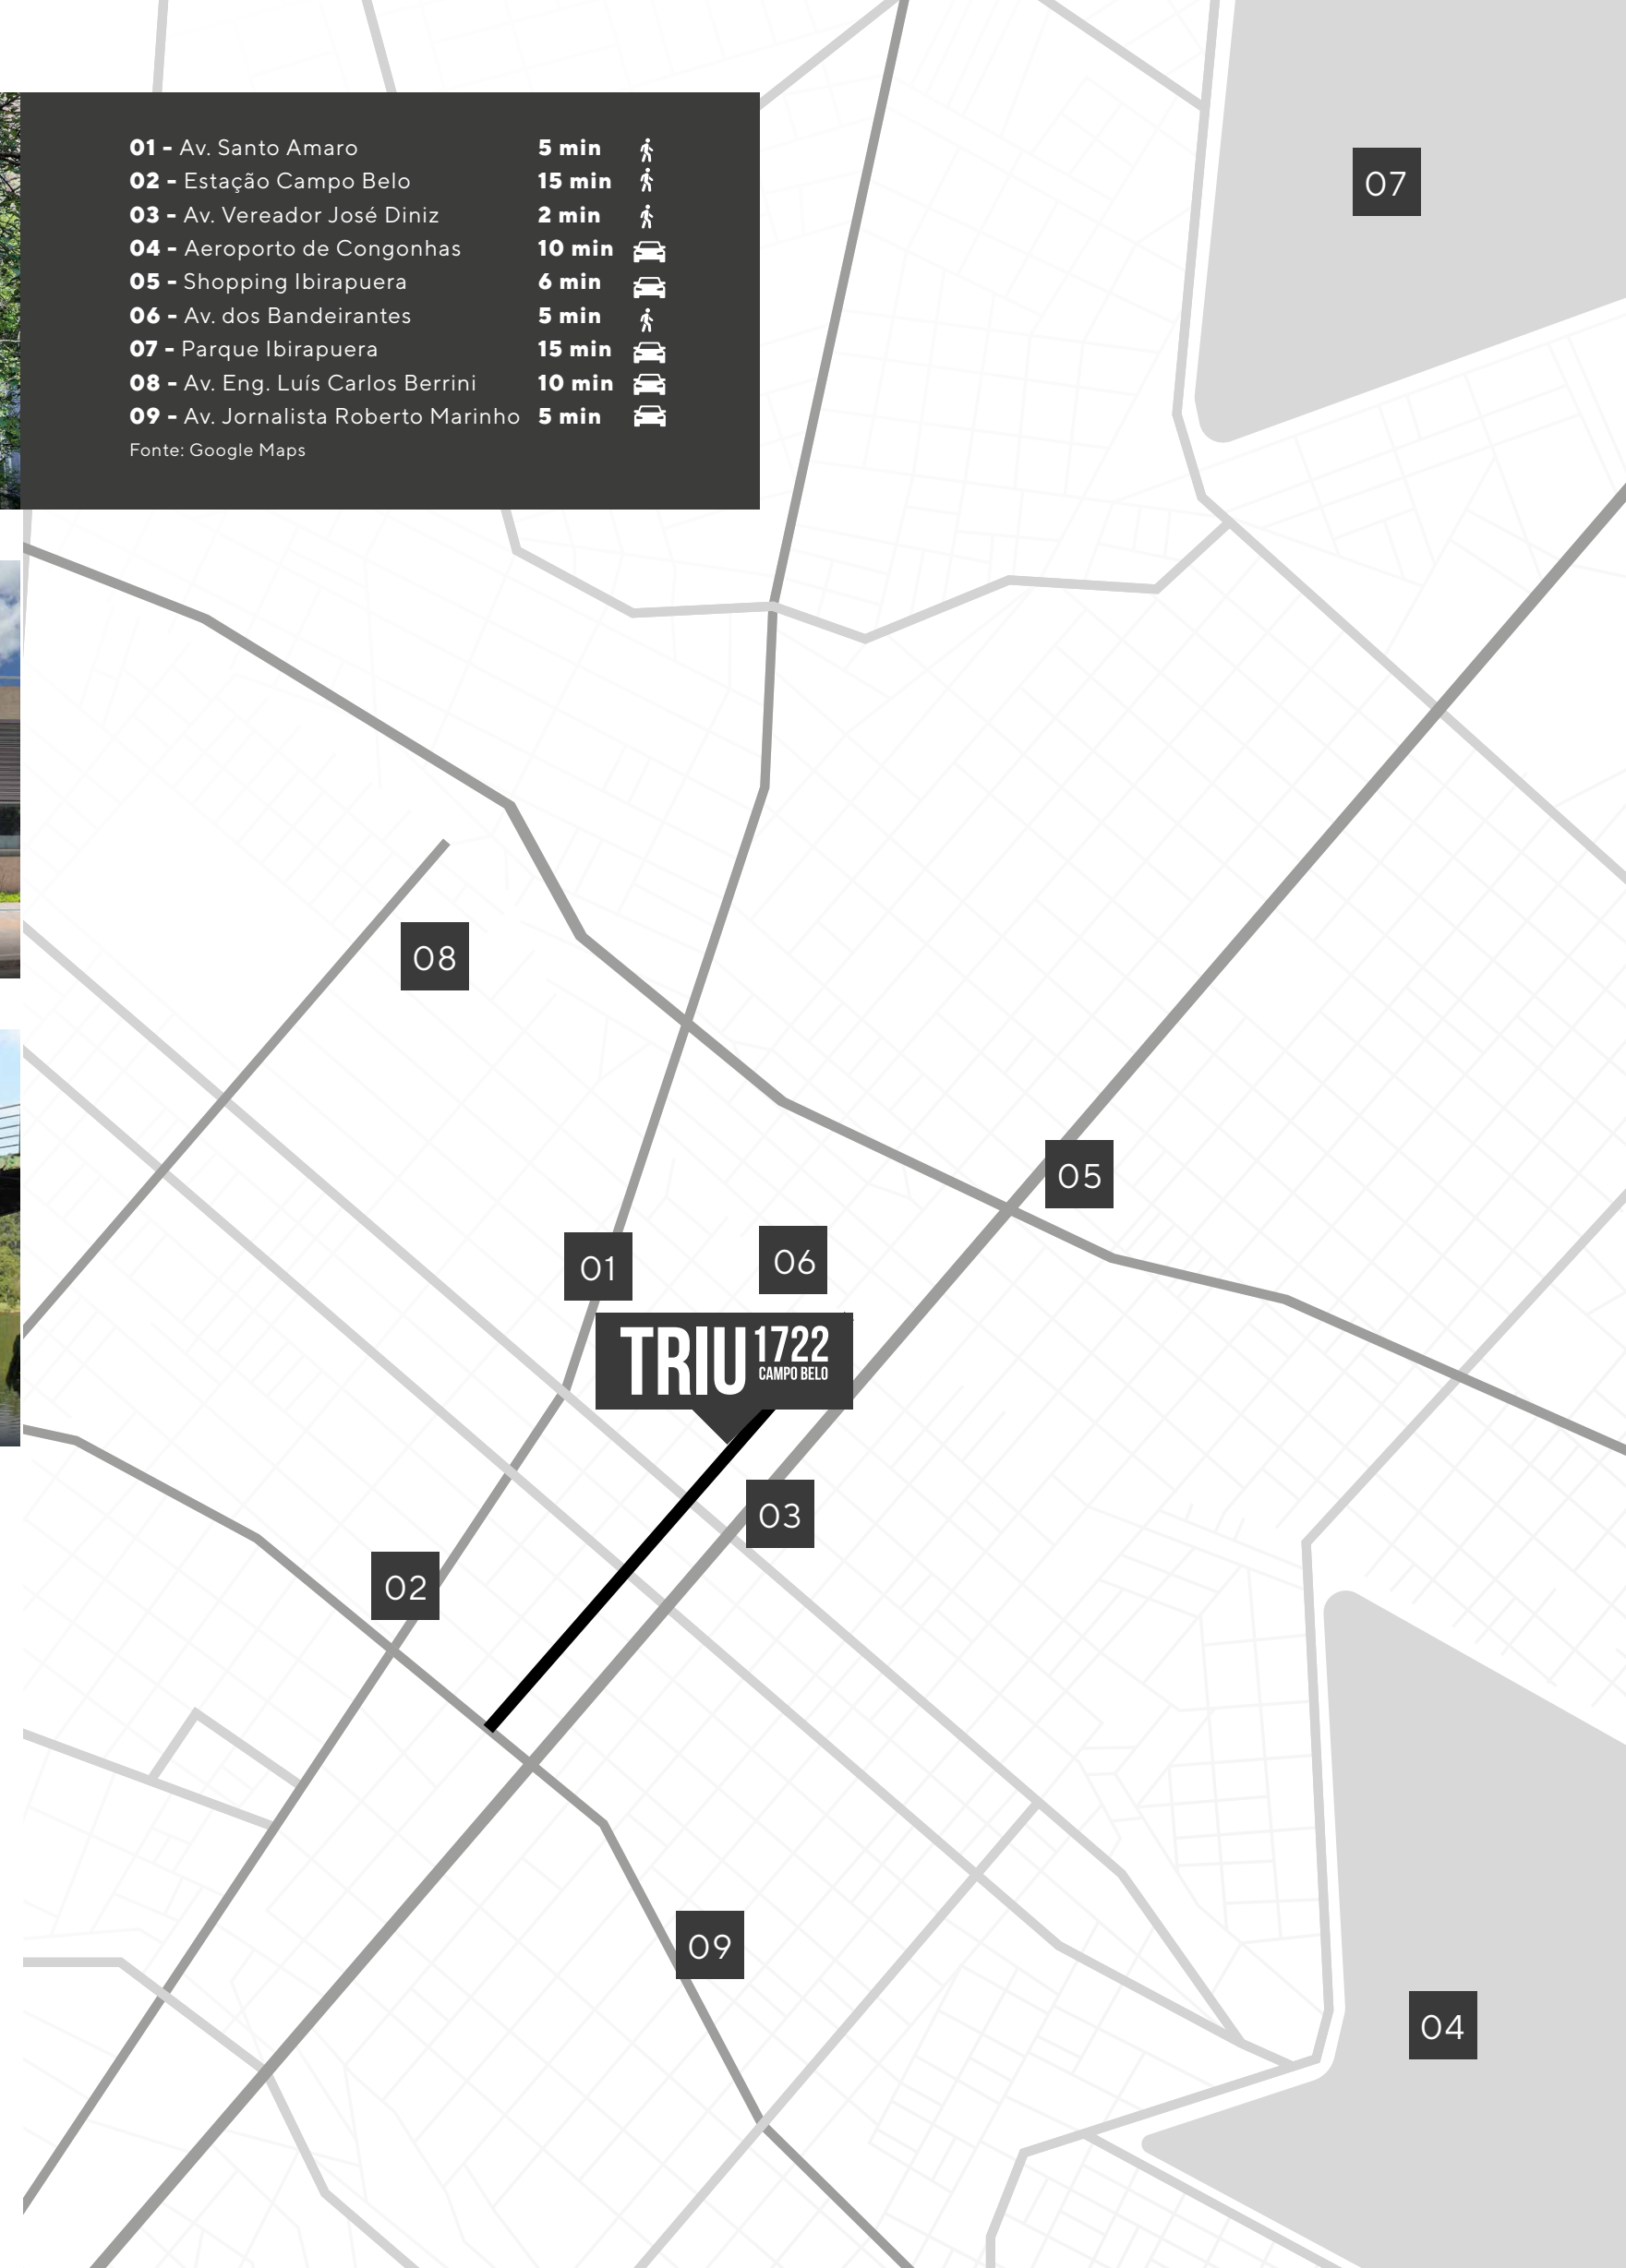 01 - Av. Santo Amaro 5 min
02 - Estação Campo Belo 15 min
03 - Av. Vereador José Diniz 2 min
04 - Aeroporto de Congonhas 10 min
05 - Shopping Ibirapuera 6 min
06 - Av. dos Bandeirantes 5 min
07 - Parque Ibirapuera 15 min
08 - Av. Eng. Luís Carlos Berrini 10 min
09 - Av. Jornalista Roberto Marinho 5 min
Fonte: Google Maps
07
08
05
01
06
TRIU 1722
CAMPO BELO
03
02
09
04